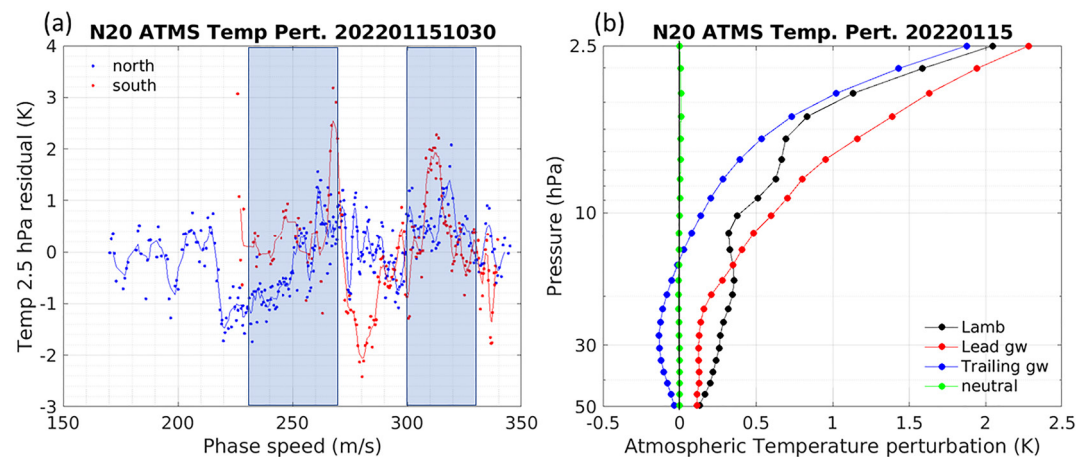 (a)
N20 ATMS Temp Pert. 202201151030
4
3
2
1
0
-1
-2
-3
Temp 2.5 hPa residual (K)
north
south
150
200
250
300
350
Phase speed (m/s)
(b)
N20 ATMS Temp. Pert. 20220115
2.5
10
30
50
Pressure (hPa)
Lamb
Lead gw
Trailing gw
neutral
-0.5
0
0.5
1
1.5
2
2.5
Atmospheric Temperature perturbation (K)